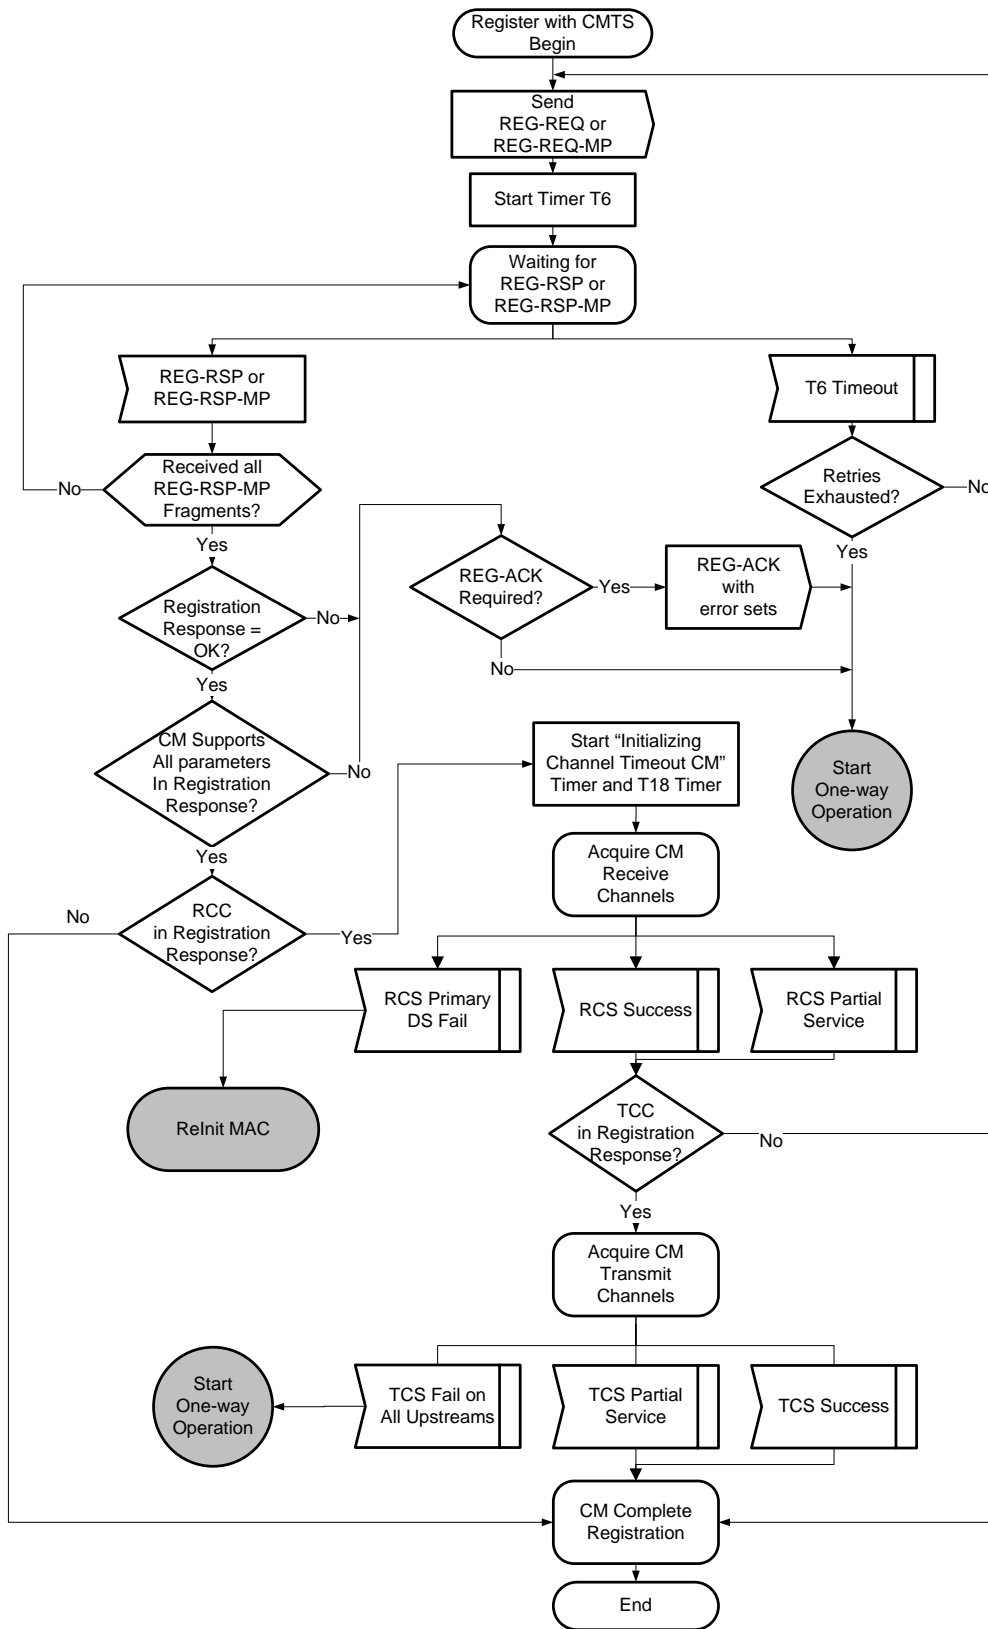 Register with CMTS
Begin
Send
REG-REQ or
REG-REQ-MP
Start Timer T6
Waiting for
REG-RSP or
REG-RSP-MP
REG-RSP or
REG-RSP-MP
T6 Timeout
Received all
REG-RSP-MP
Fragments?
No
Yes
Retries
Exhausted?
No
Yes
Registration
Response =
OK?
No
Yes
REG-ACK
Required?
Yes
No
REG-ACK
with
error sets
CM Supports
All parameters
In Registration
Response?
No
Yes
Start “Initializing
Channel Timeout CM”
Timer and T18 Timer
Start
One-way
Operation
Acquire CM
Receive
Channels
RCC
in Registration
Response?
No
Yes
RCS Primary
DS Fail
RCS Success
RCS Partial
Service
ReInit MAC
TCC
in Registration
Response?
No
Yes
Acquire CM
Transmit
Channels
Start
One-way
Operation
TCS Fail on
All Upstreams
TCS Partial
Service
TCS Success
CM Complete
Registration
End